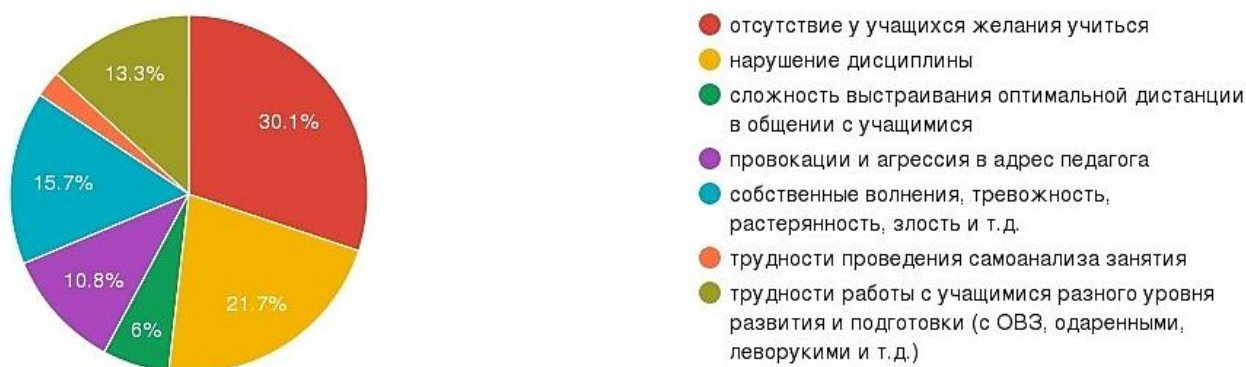 13.3%
30.1%
15.7%
10.8%
6%
21.7%
отсутствие у учащихся желания учиться
нарушение дисциплины
сложность выстраивания оптимальной дистанции
в общении с учащимися
провокации и агрессия в адрес педагога
собственные волнения, тревожность,
растерянность, злость и т.д.
трудности проведения самоанализа занятия
трудности работы с учащимися разного уровня
развития и подготовки (с ОВЗ, одаренными,
леворукими и т.д.)